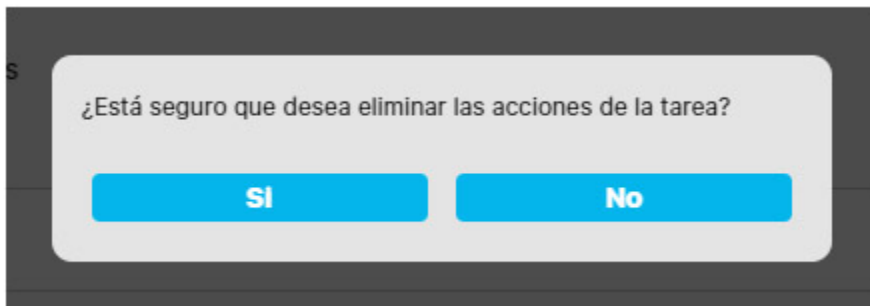 s
¿Está seguro que desea eliminar las acciones de la tarea?
Si
No